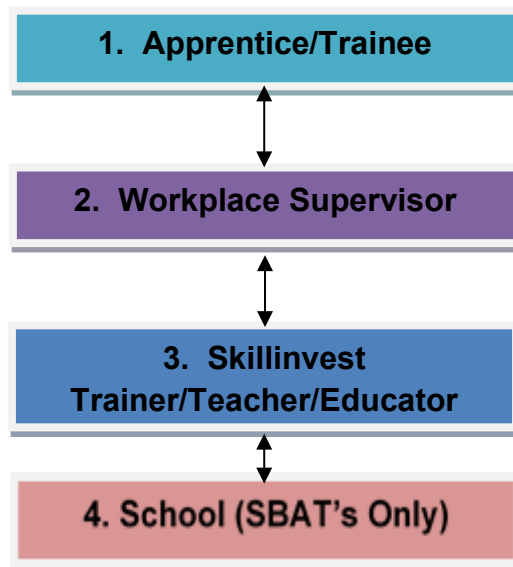 1. Apprentice/Trainee
2. Workplace Supervisor
3. Skillinvest
Trainer/Teacher/Educator
4. School (SBAT's Only)